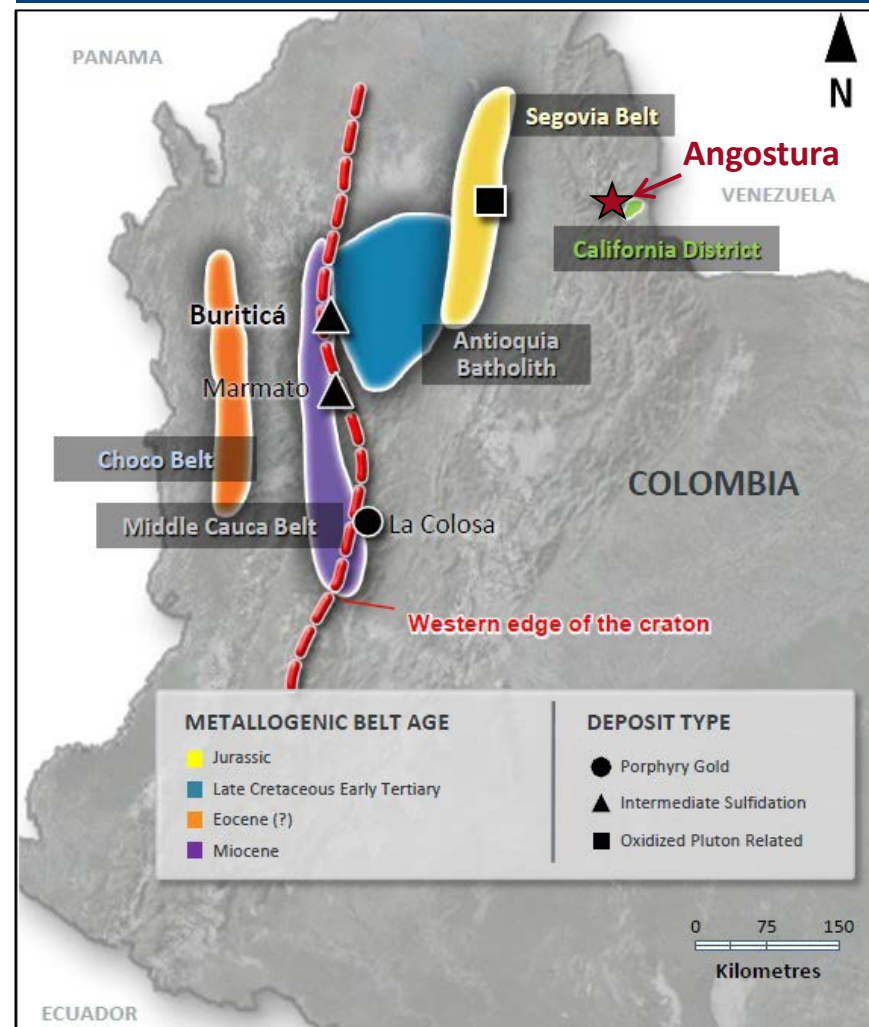 PANAMA
N
Segovia Belt
Angostura
VENEZUELA
California District
Buriticá
Antioquia
Batholith
Marmato
Choco Belt
COLOMBIA
Middle Cauca Belt
La Colosa
Western edge of the craton
METALLOGENIC BELT AGE
Jurassic
Late Cretaceous Early Tertiary
Eocene (?)
Miocene
DEPOSIT TYPE
Porphyry Gold
Intermediate Sulfidation
Oxidized Pluton Related
0 75 150
Kilometres
ECUADOR